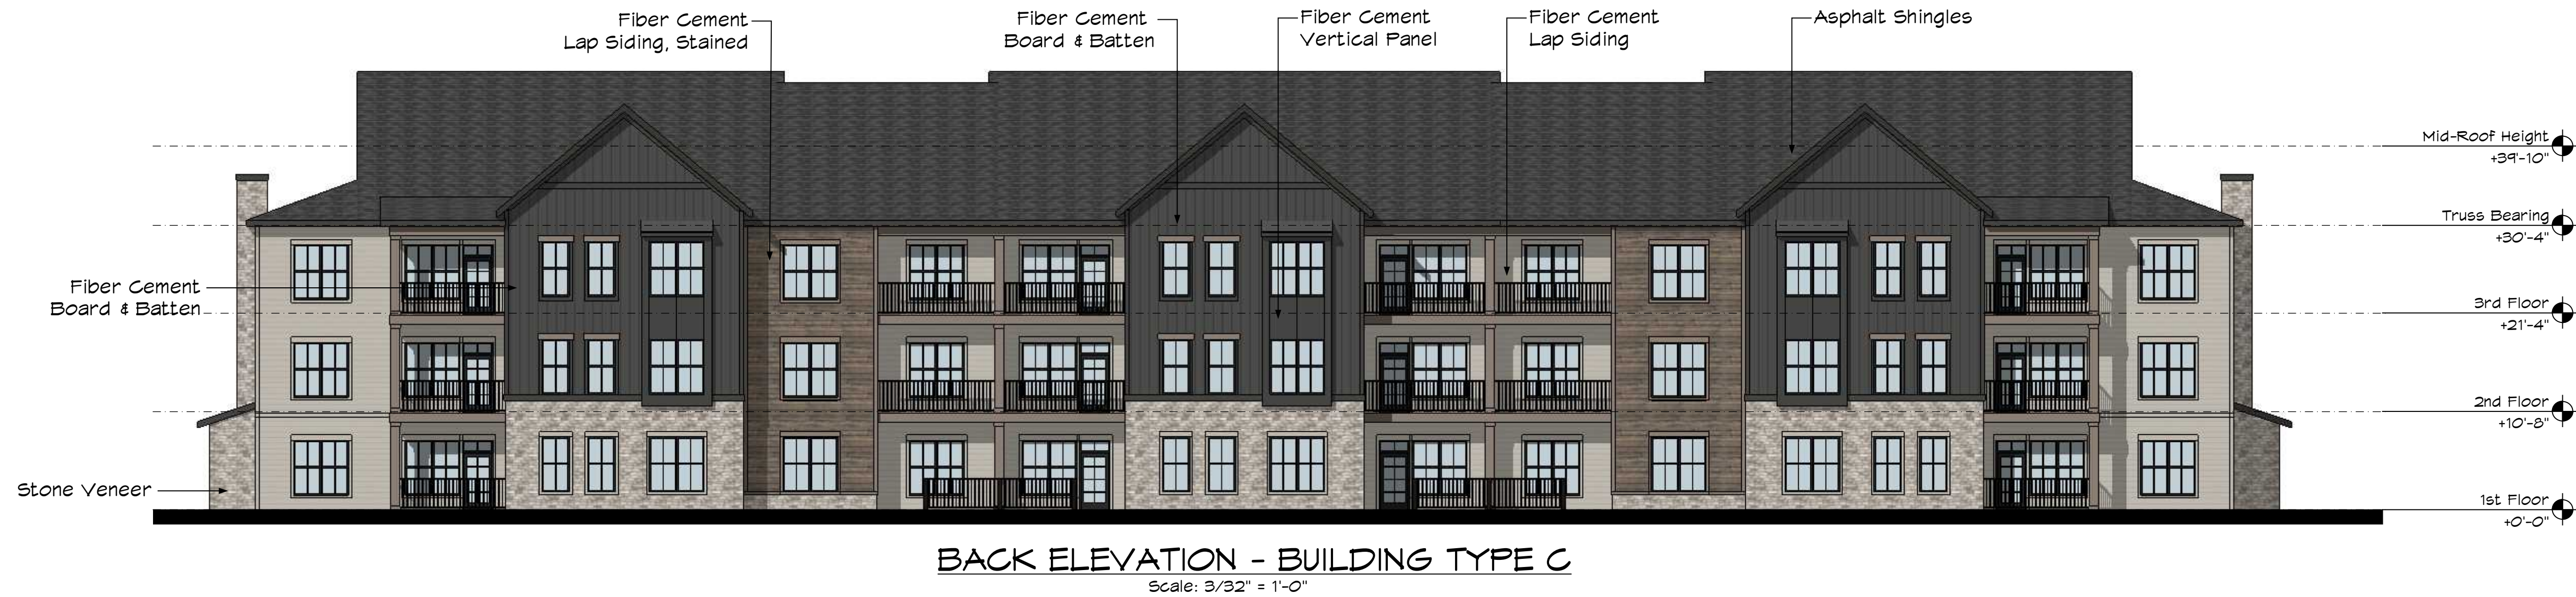 Fiber Cement
Lap Siding, Stained
Fiber Cement
Board & Batten
Fiber Cement
Vertical Panel
Fiber Cement
Lap Siding
Asphalt Shingles
Mid-Roof Height
+39'-10"
Truss Bearing
+30'-4"
Fiber Cement
Board & Batten
3rd Floor
+21'-4"
2nd Floor
+10'-8"
Stone Veneer
1st Floor
+0'-0"
BACK ELEVATION - BUILDING TYPE C
Scale: 3/32" = 1'-0"